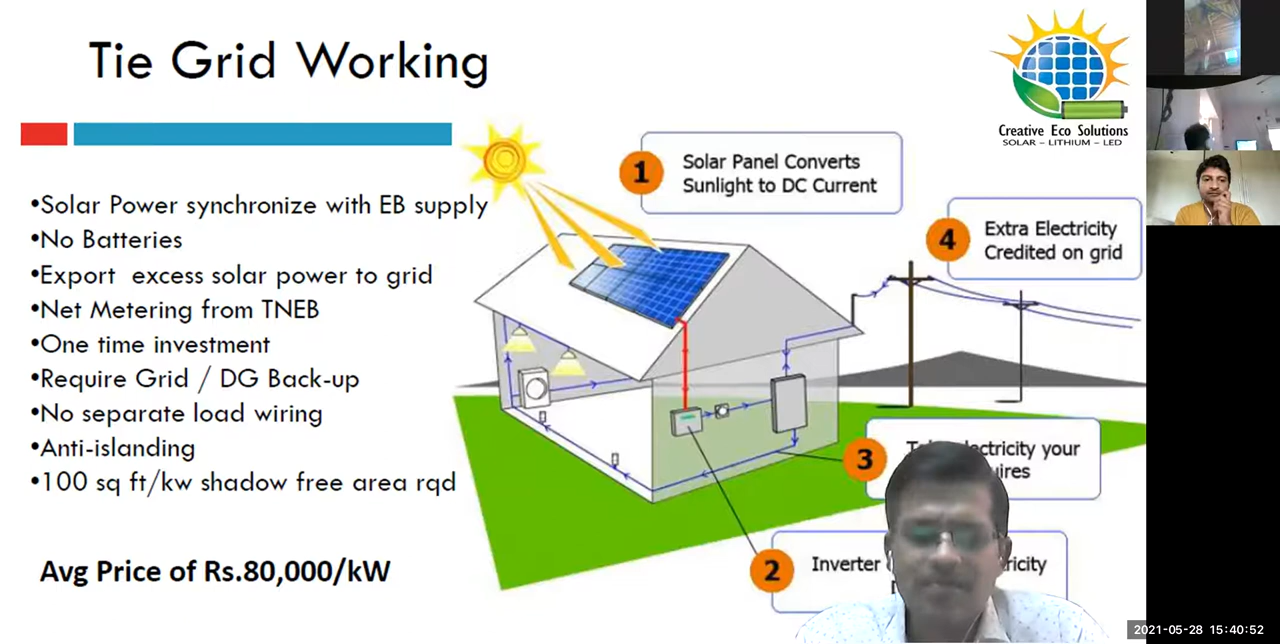 Tie Grid Working
Creative Eco Solutions
SOLAR – LITHIUM – LED
•Solar Power synchronize with EB supply
•No Batteries
•Export excess solar power to grid
•Net Metering from TNEB
•One time investment
•Require Grid / DG Back-up
•No separate load wiring
•Anti-islanding
•100 sq ft/kw shadow free area rqd
Avg Price of Rs.80,000/kW
1
Solar Panel Converts
Sunlight to DC Current
4
Extra Electricity
Credited on grid
3
your
2
Inverter
2021-05-28 15:40:52